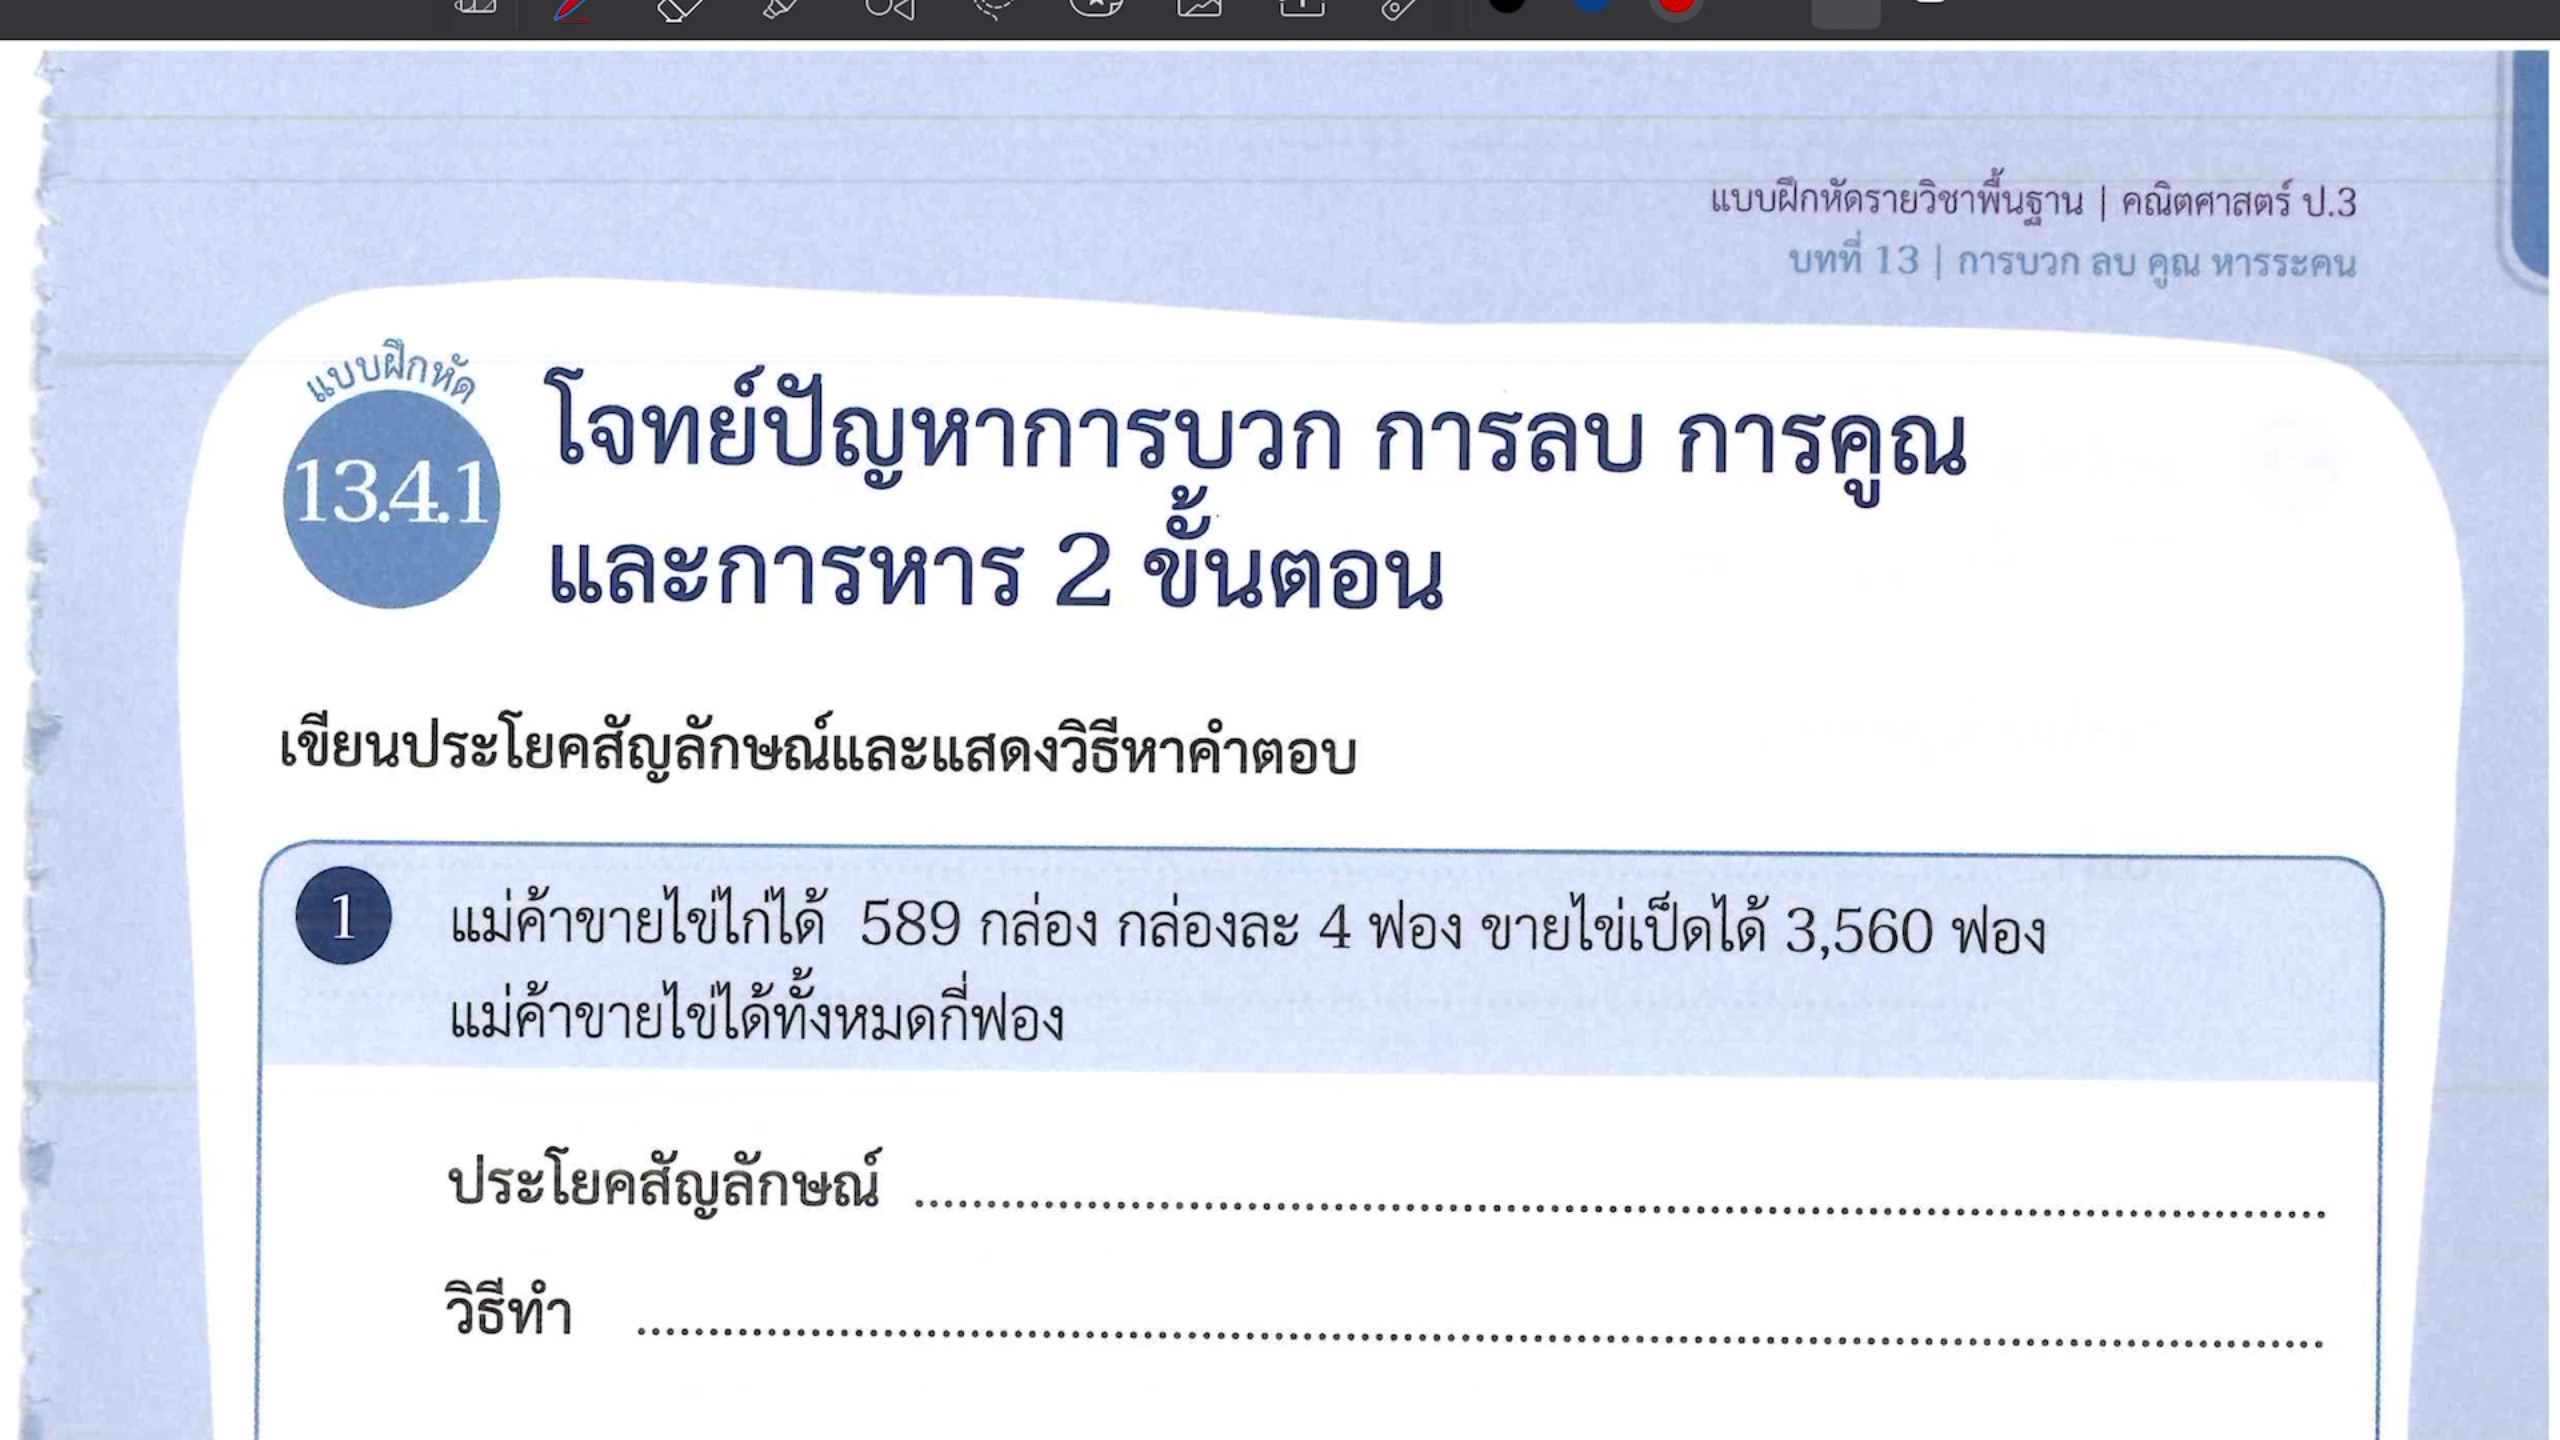 แบบฝึกหัดรายวิชาพื้นฐาน | คณิตศาสตร์ ป.3
บทที่ 13 | การบวก ลบ คูณ หารระคน
แบบฝึกหัด
13.4.1
โจทย์ปัญหาการบวก การลบ การคูณ
และการหาร 2 ขั้นตอน
เขียนประโยคสัญลักษณ์และแสดงวิธีหาคำตอบ
1 แม่ค้าขายไข่ไก่ได้ 589 กล่อง กล่องละ 4 ฟอง ขายไข่เป็ดได้ 3,560 ฟอง
แม่ค้าขายไข่ได้ทั้งหมดกี่ฟอง
ประโยคสัญลักษณ์
วิธีทำ